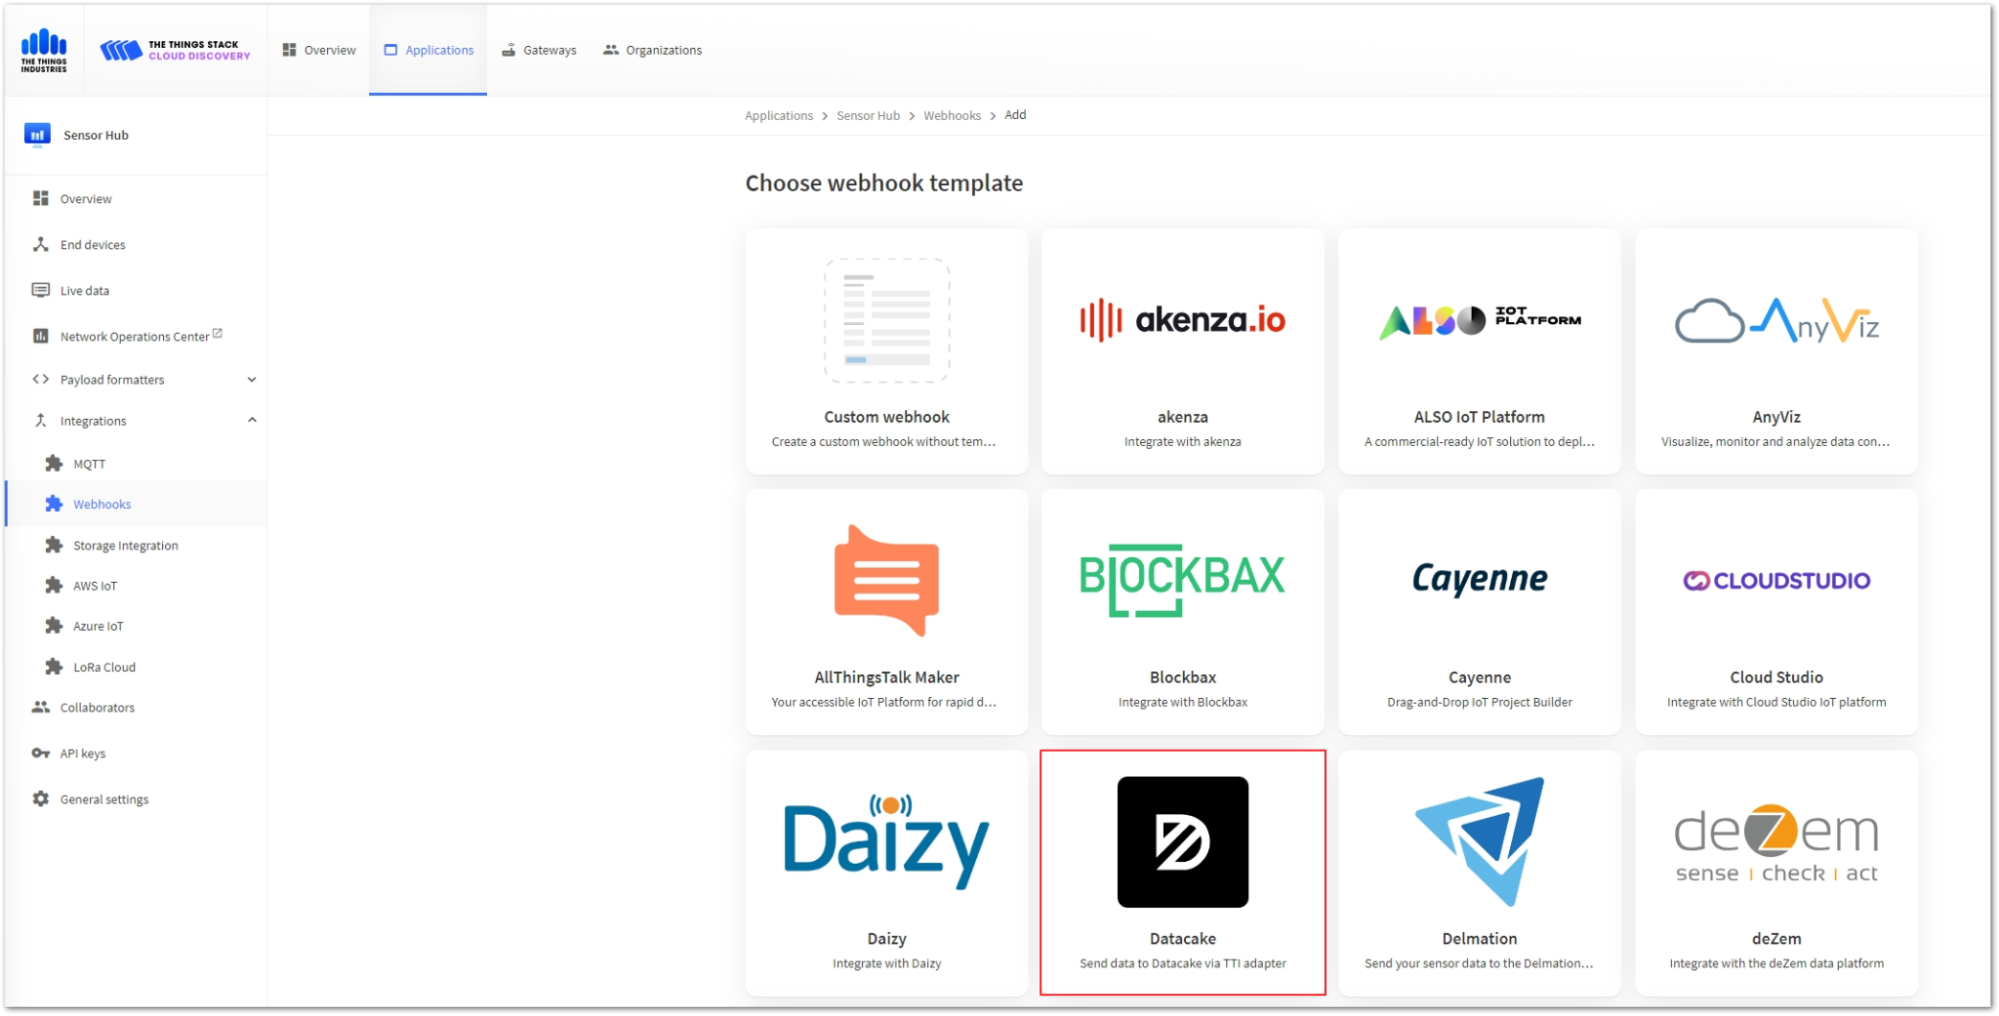 THE THINGS
INDUSTRIES
THE THINGS STACK
CLOUD DISCOVERY
Overview
Applications
Gateways
Organizations
Sensor Hub
Overview
End devices
Live data
Network Operations Center
Payload formatters
Integrations
MQTT
Webhooks
Storage Integration
AWS IoT
Azure IoT
LoRa Cloud
Collaborators
API keys
General settings
Applications > Sensor Hub > Webhooks > Add
Choose webhook template
Custom webhook
Create a custom webhook without tem...
akenza.io
akenza
Integrate with akenza
ALSO IOT PLATFORM
ALSO IoT Platform
A commercial-ready IoT solution to depl...
AnyViz
AnyViz
Visualize, monitor and analyze data con...
AllThingsTalk Maker
Your accessible IoT Platform for rapid d...
BLOCKBAX
Blockbax
Integrate with Blockbax
Cayenne
Cayenne
Drag-and-Drop IoT Project Builder
CLOUDSTUDIO
Cloud Studio
Integrate with Cloud Studio IoT platform
Daizy
Daizy
Integrate with Daizy
D
Datacake
Send data to Datacake via TTI adapter
Delmation
Send your sensor data to the Delmation...
deZem
sense | check | act
deZem
Integrate with the deZem data platform